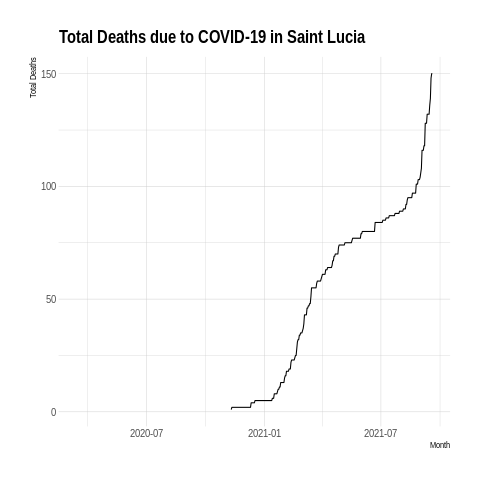 Total Deaths due to COVID-19 in Saint Lucia
Total Deaths
150
100
50
0
2020-07 2021-01 2021-07
Month